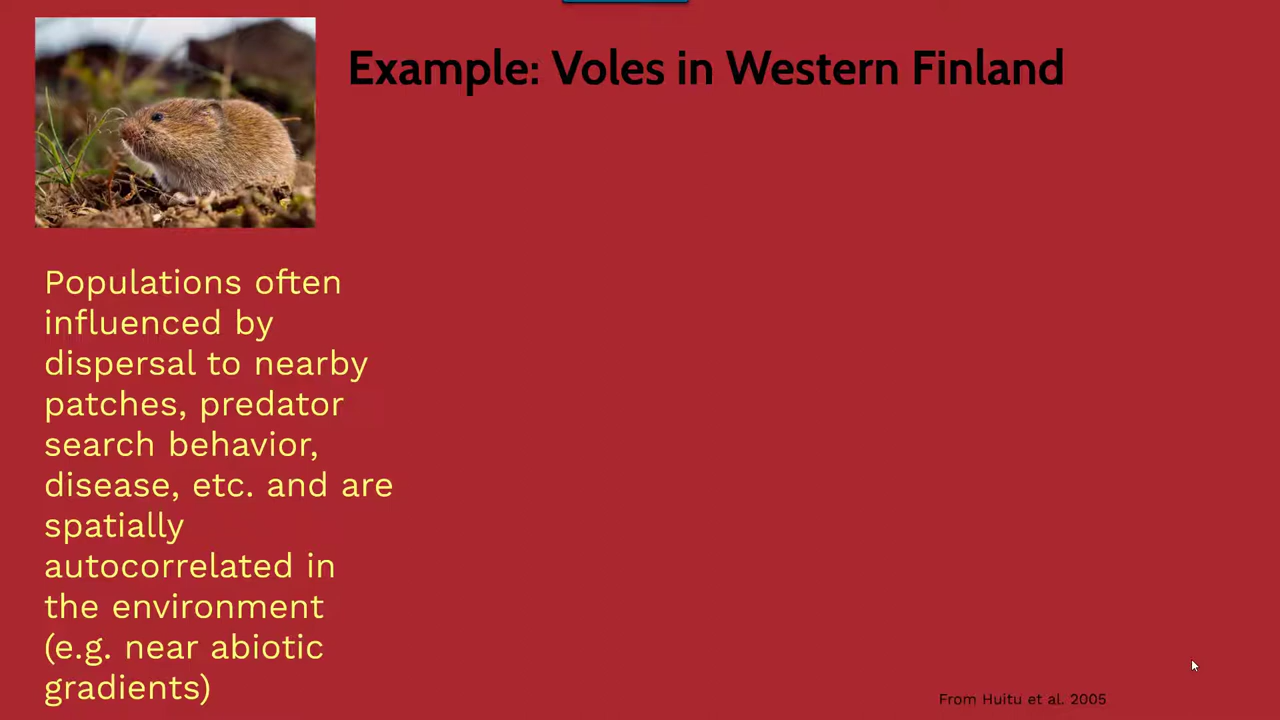 Example: Voles in Western Finland
Populations often
influenced by
dispersal to nearby
patches, predator
search behavior,
disease, etc. and are
spatially
autocorrelated in
the environment
(e.g. near abiotic
gradients)
From Huitu et al. 2005